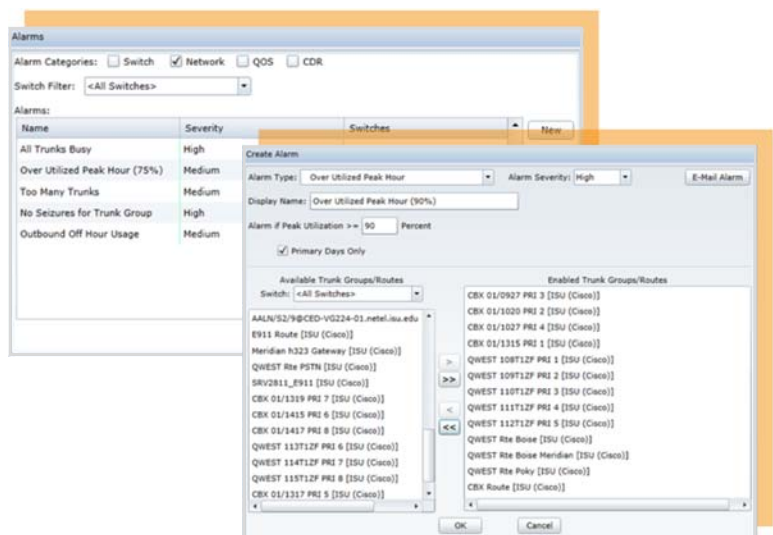 Alarms
Alarm Categories: Switch Network QOS CDR
Switch Filter: <All Switches>
Alarms:
Name Severity Switches
New
All Trunks Busy High
Over Utilized Peak Hour (75%) Medium
Too Many Trunks Medium
No Seizures for Trunk Group High
Outbound Off Hour Usage Medium
Create Alarm
Alarm Type: Over Utilized Peak Hour Alarm Severity: High E-Mail Alarm
Display Name: Over Utilized Peak Hour (90%)
Alarm if Peak Utilization >= 90 Percent
Primary Days Only
Available Trunk Groups/Routes
Switch: <All Switches>
AALN/S2/9@CED-VG224-01.netel.isu.edu
E911 Route [ISU (Cisco)]
Meridian h323 Gateway [ISU (Cisco)]
QWEST Rte PSTN [ISU (Cisco)]
SRV2811_E911 [ISU (Cisco)]
CBX 01/1319 PRI 7 [ISU (Cisco)]
CBX 01/1415 PRI 6 [ISU (Cisco)]
CBX 01/1417 PRI 8 [ISU (Cisco)]
QWEST 113T1ZF PRI 6 [ISU (Cisco)]
QWEST 114T1ZF PRI 7 [ISU (Cisco)]
QWEST 115T1ZF PRI 8 [ISU (Cisco)]
CBX 01/1317 PRI 5 [ISU (Cisco)]
>
>>
<
<<
Enabled Trunk Groups/Routes
CBX 01/0927 PRI 3 [ISU (Cisco)]
CBX 01/1020 PRI 2 [ISU (Cisco)]
CBX 01/1027 PRI 4 [ISU (Cisco)]
CBX 01/1315 PRI 1 [ISU (Cisco)]
QWEST 108T1ZF PRI 1 [ISU (Cisco)]
QWEST 109T1ZF PRI 2 [ISU (Cisco)]
QWEST 110T1ZF PRI 3 [ISU (Cisco)]
QWEST 111T1ZF PRI 4 [ISU (Cisco)]
QWEST 112T1ZF PRI 5 [ISU (Cisco)]
QWEST Rte Boise [ISU (Cisco)]
QWEST Rte Boise Meridian [ISU (Cisco)]
QWEST Rte Poky [ISU (Cisco)]
CBX Route [ISU (Cisco)]
OK Cancel